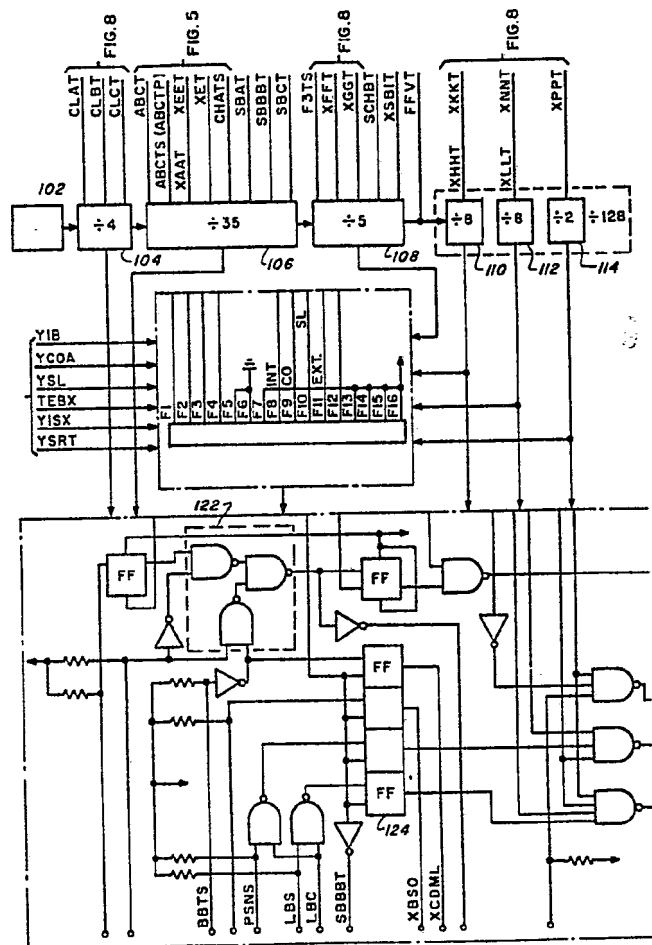 FIG. 8
FIG. 5
FIG. 8
FIG. 8
CLAT
CLBT
CLCT
ABCT
ABCTS (ABCTP)
XAAT
XEET
XET
CHATS
SBAT
SBBBT
SBCT
F3TS
XFFT
XGGT
SCHBT
XSBIT
FFVT
XHHT
XKKT
XLLT
XNNT
XPPT
102
÷4
104
÷35
106
÷5
108
÷8
110
÷8
112
÷2
÷128
114
YIB
YCOA
YSL
TEBX
YISX
YSRT
F1
F2
F3
F4
F5
F6
F7
F8 INT
F9 CO
F10 SL
F11 EXT.
F12
F13
F14
F15
F16
122
FF
FF
FF
FF
124
BBTS
PSNS
LBS
LBC
SBBBT
XBSO
XCDML